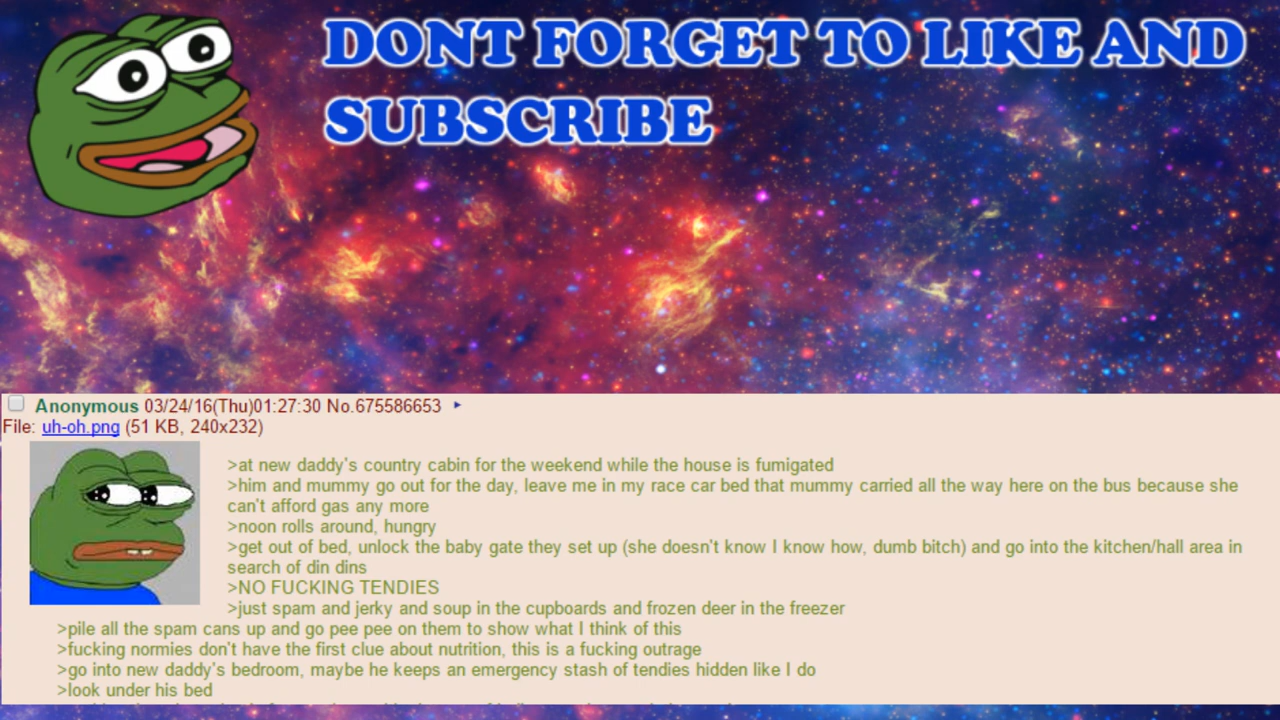 DONT FORGET TO LIKE AND
SUBSCRIBE
Anonymous 03/24/16(Thu)01:27:30 No.675586653
File: uh-oh.png (51 KB, 240x232)
>at new daddy's country cabin for the weekend while the house is fumigated
>him and mummy go out for the day, leave me in my race car bed that mummy carried all the way here on the bus because she
can't afford gas any more
>noon rolls around, hungry
>get out of bed, unlock the baby gate they set up (she doesn't know I know how, dumb bitch) and go into the kitchen/hall area in
search of din dins
>NO FUCKING TENDIES
>just spam and jerky and soup in the cupboards and frozen deer in the freezer
>pile all the spam cans up and go pee pee on them to show what I think of this
>fucking normies don't have the first clue about nutrition, this is a fucking outrage
>go into new daddy's bedroom, maybe he keeps an emergency stash of tendies hidden like I do
>look under his bed